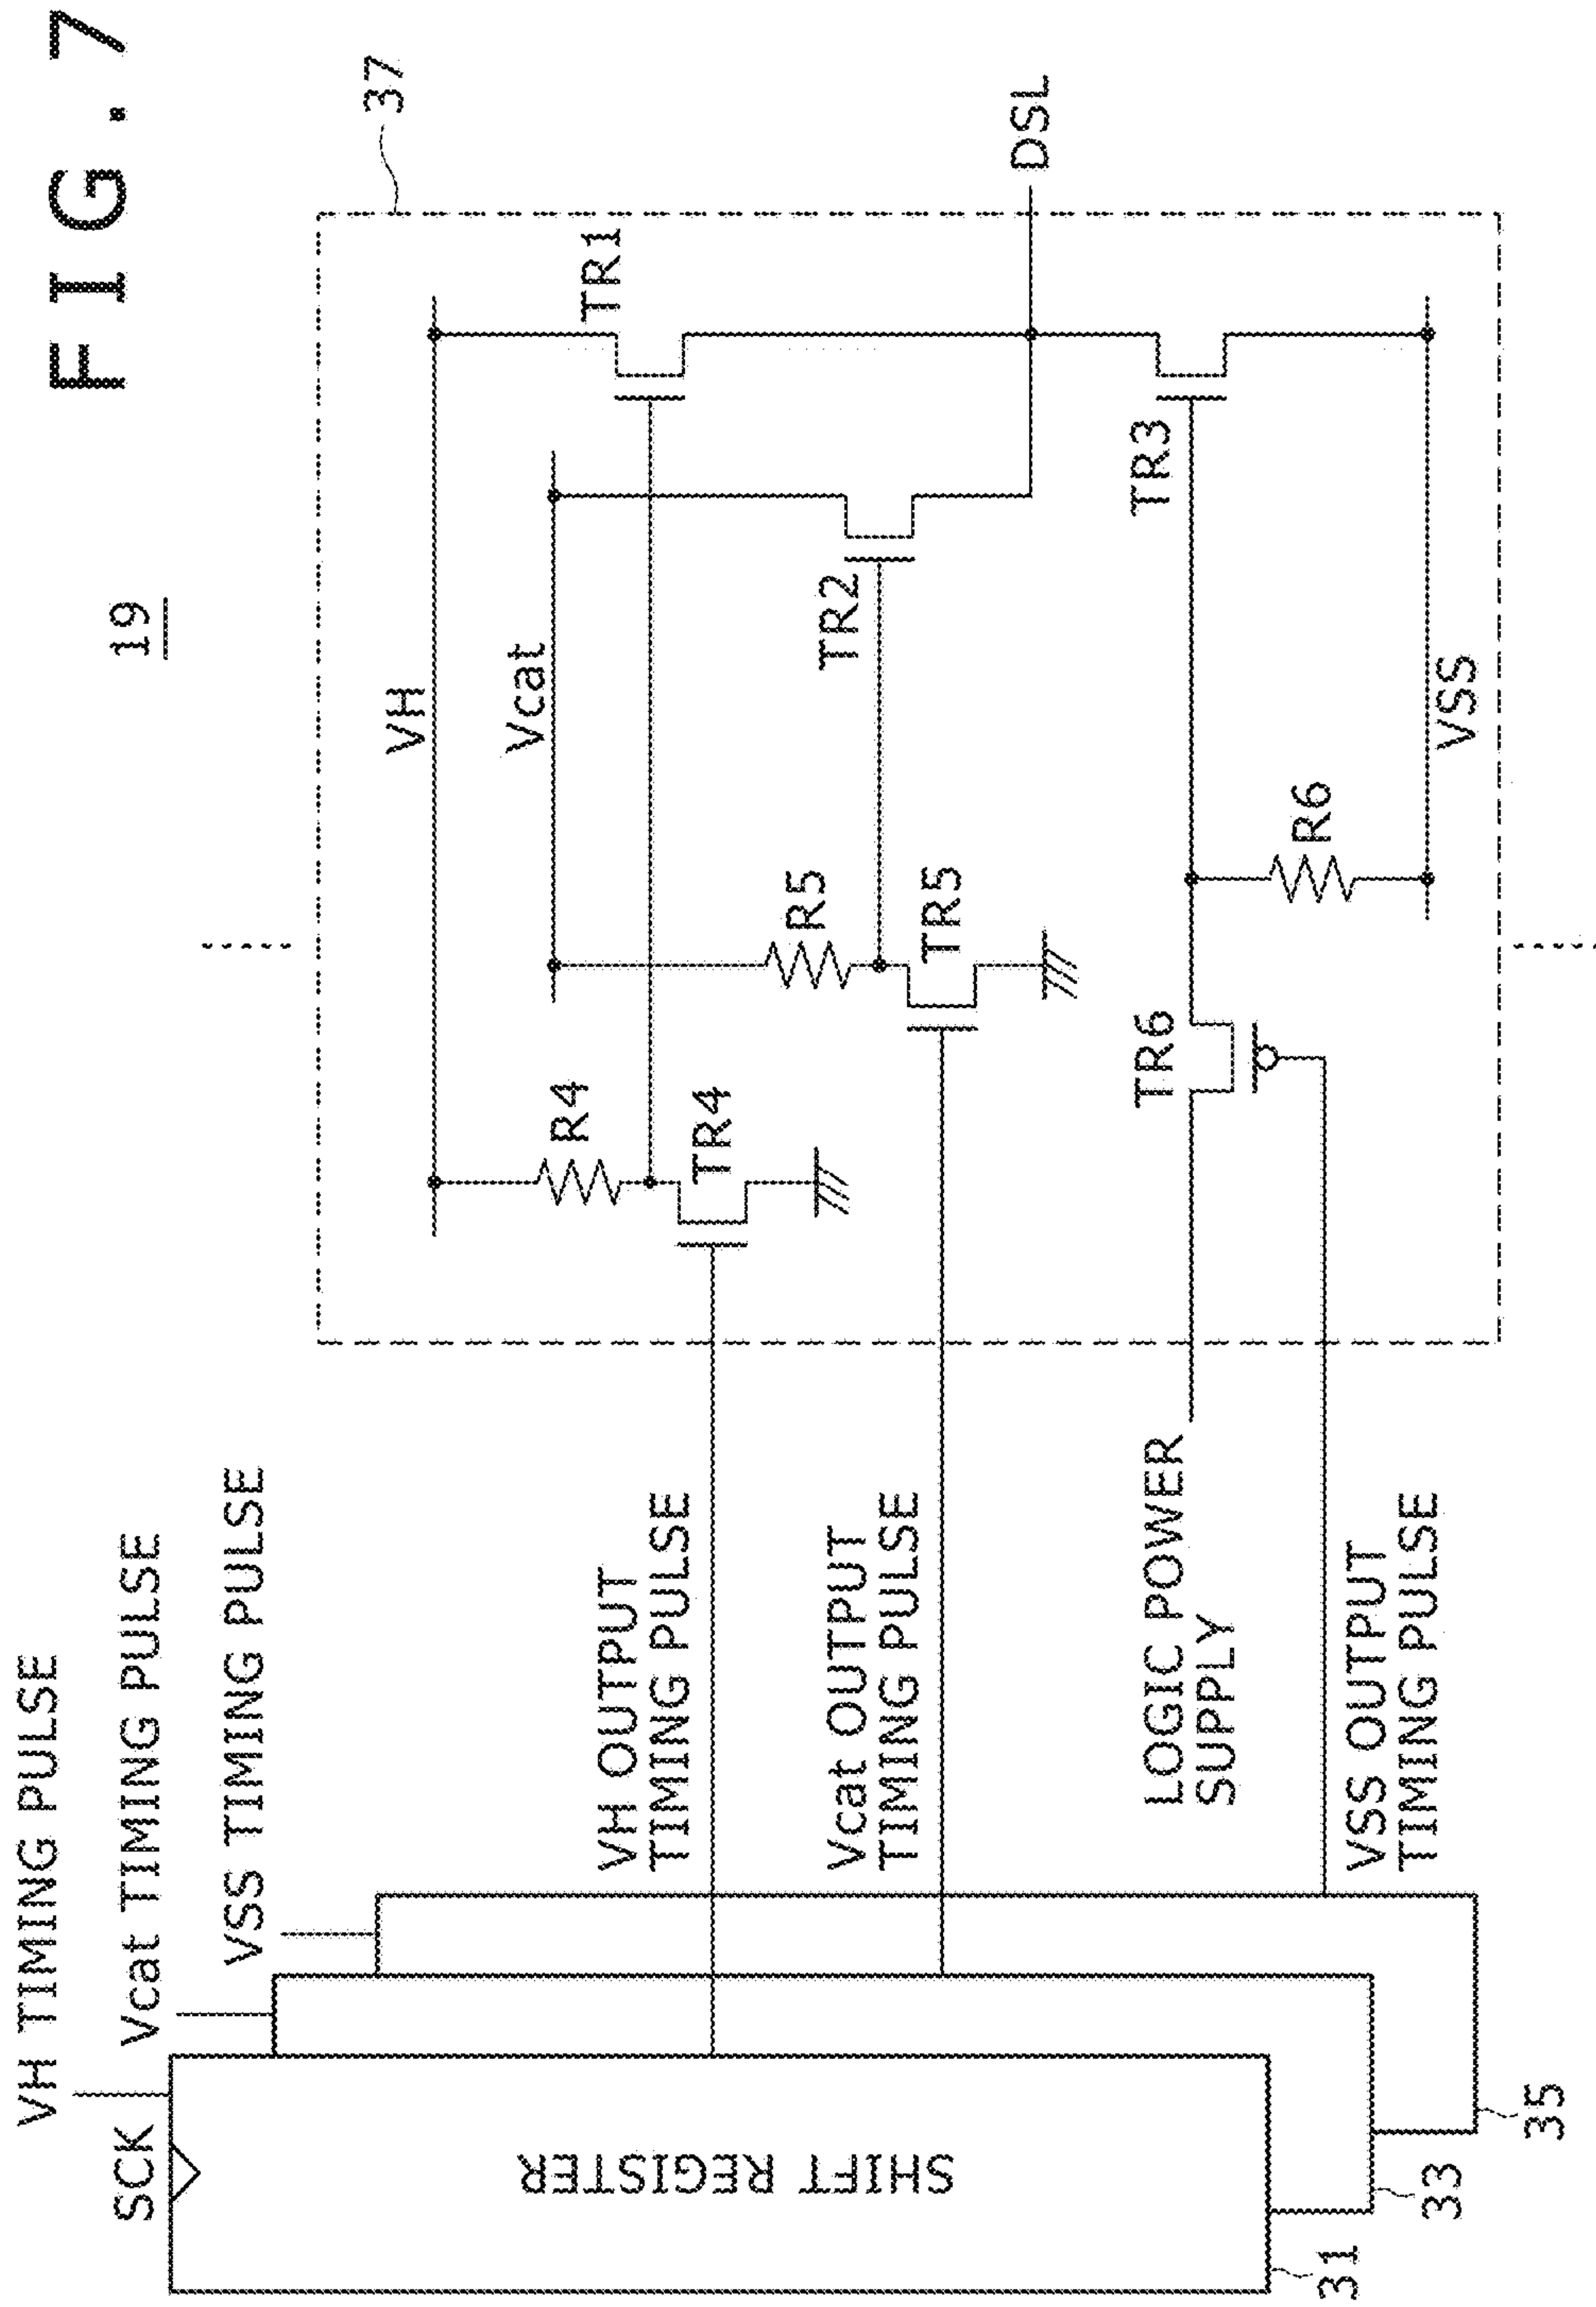 FIG.7
19
VH TIMING PULSE
Vcat TIMING PULSE
VSS TIMING PULSE
SCK
SHIFT REGISTER
31
33
35
37
VH OUTPUT
TIMING PULSE
Vcat OUTPUT
TIMING PULSE
LOGIC POWER
SUPPLY
VSS OUTPUT
TIMING PULSE
VH
Vcat
R4
TR4
R5
TR5
TR6
R6
TR1
TR2
TR3
VSS
DSL